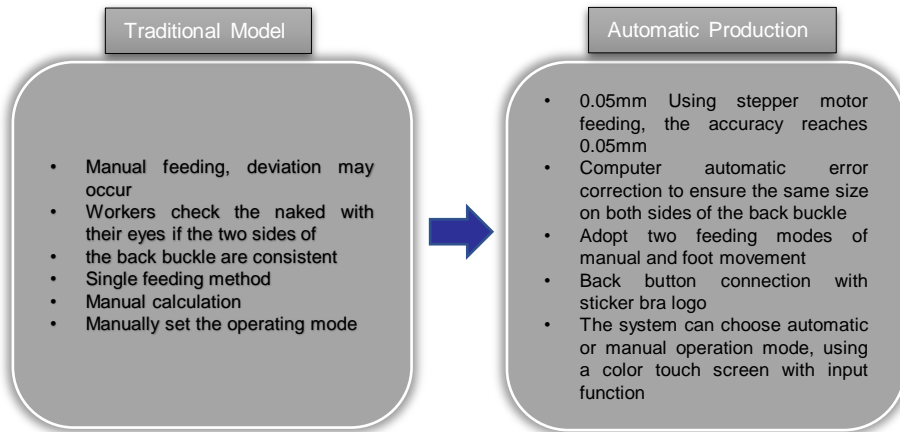 Traditional Model
• Manual feeding, deviation may
occur
• Workers check the naked with
their eyes if the two sides of
• the back buckle are consistent
• Single feeding method
• Manual calculation
• Manually set the operating mode
Automatic Production
• 0.05mm Using stepper motor
feeding, the accuracy reaches
0.05mm
• Computer automatic error
correction to ensure the same size
on both sides of the back buckle
• Adopt two feeding modes of
manual and foot movement
• Back button connection with
sticker bra logo
• The system can choose automatic
or manual operation mode, using
a color touch screen with input
function